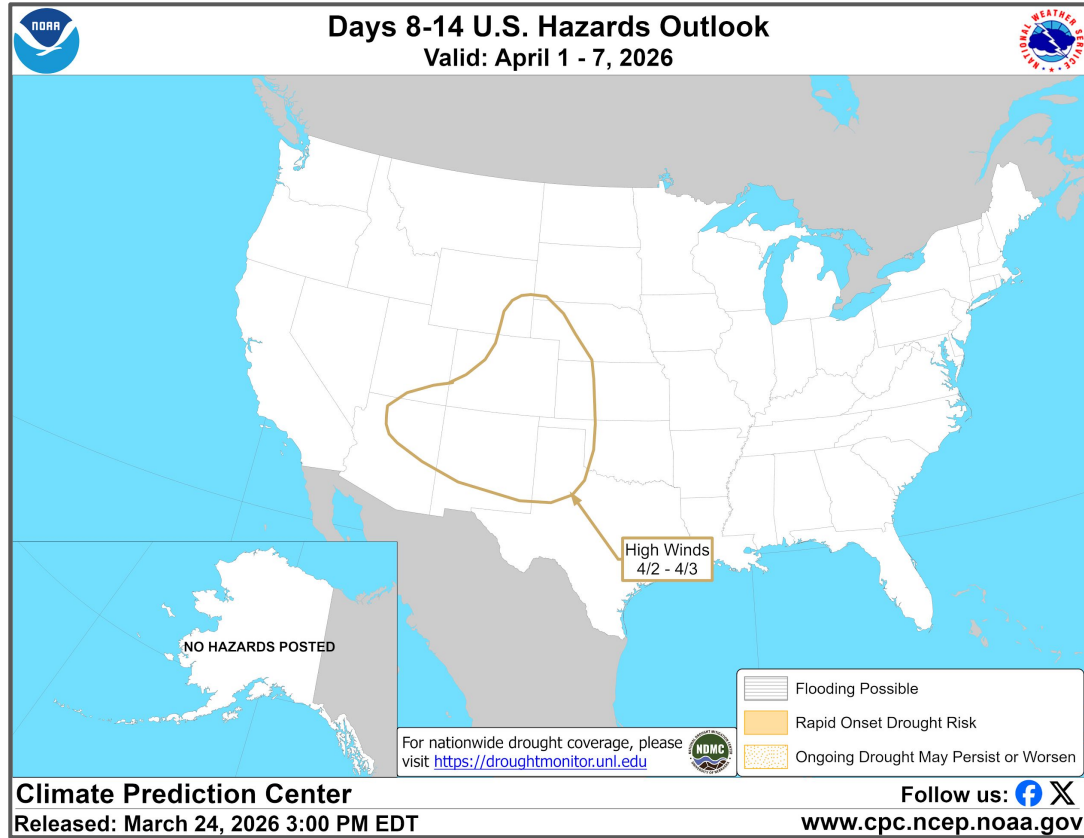 NOAA
Days 8-14 U.S. Hazards Outlook
Valid: April 1 - 7, 2026
NATIONAL WEATHER SERVICE
High Winds
4/2 - 4/3
NO HAZARDS POSTED
For nationwide drought coverage, please
visit https://droughtmonitor.unl.edu
NDMC
Flooding Possible
Rapid Onset Drought Risk
Ongoing Drought May Persist or Worsen
Climate Prediction Center
Follow us:
Released: March 24, 2026 3:00 PM EDT
www.cpc.ncep.noaa.gov